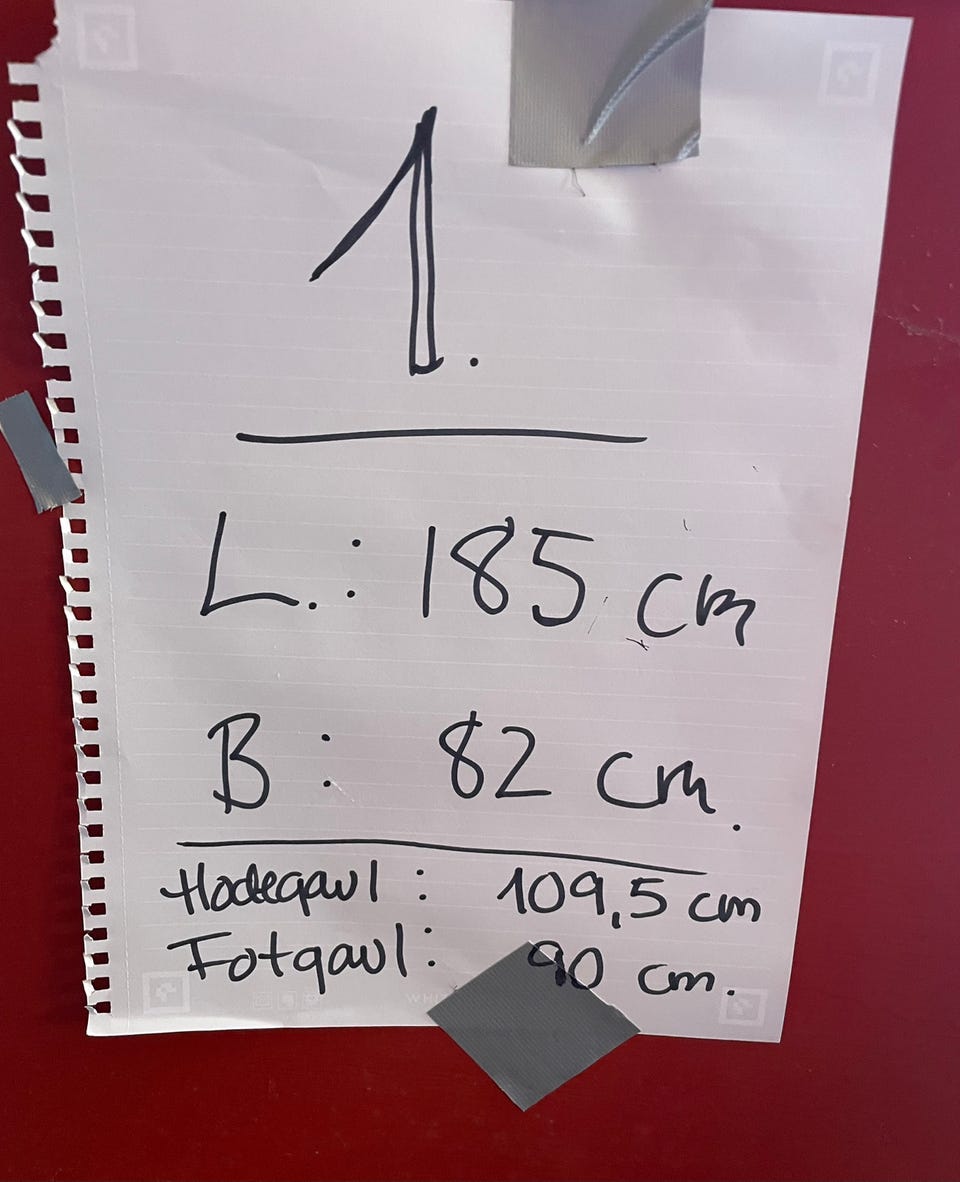 1.
L.: 185 cm
B: 82 cm.
Hodegavl: 109,5 cm
Fotgavl: 90 cm.